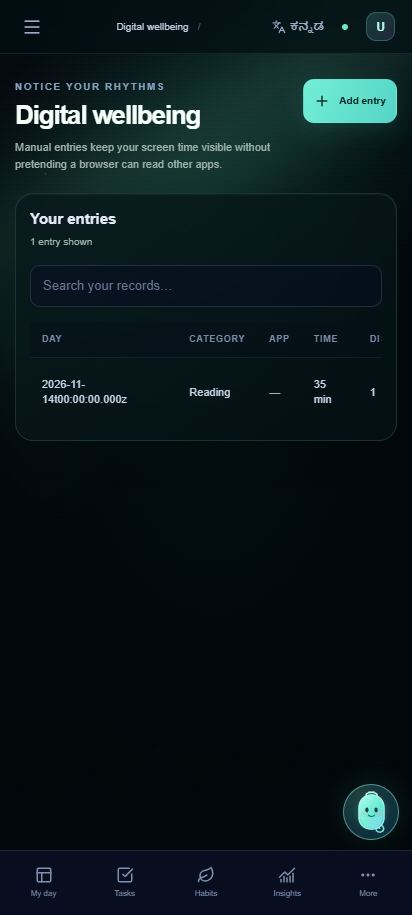 Digital wellbeing /
ಕನ್ನಡ
U
NOTICE YOUR RHYTHMS
Digital wellbeing
+ Add entry
Manual entries keep your screen time visible without
pretending a browser can read other apps.
Your entries
1 entry shown
Search your records...
DAY CATEGORY APP TIME DI
2026-11-
14t00:00:00.000z
Reading — 35
min
1
My day Tasks Habits Insights More